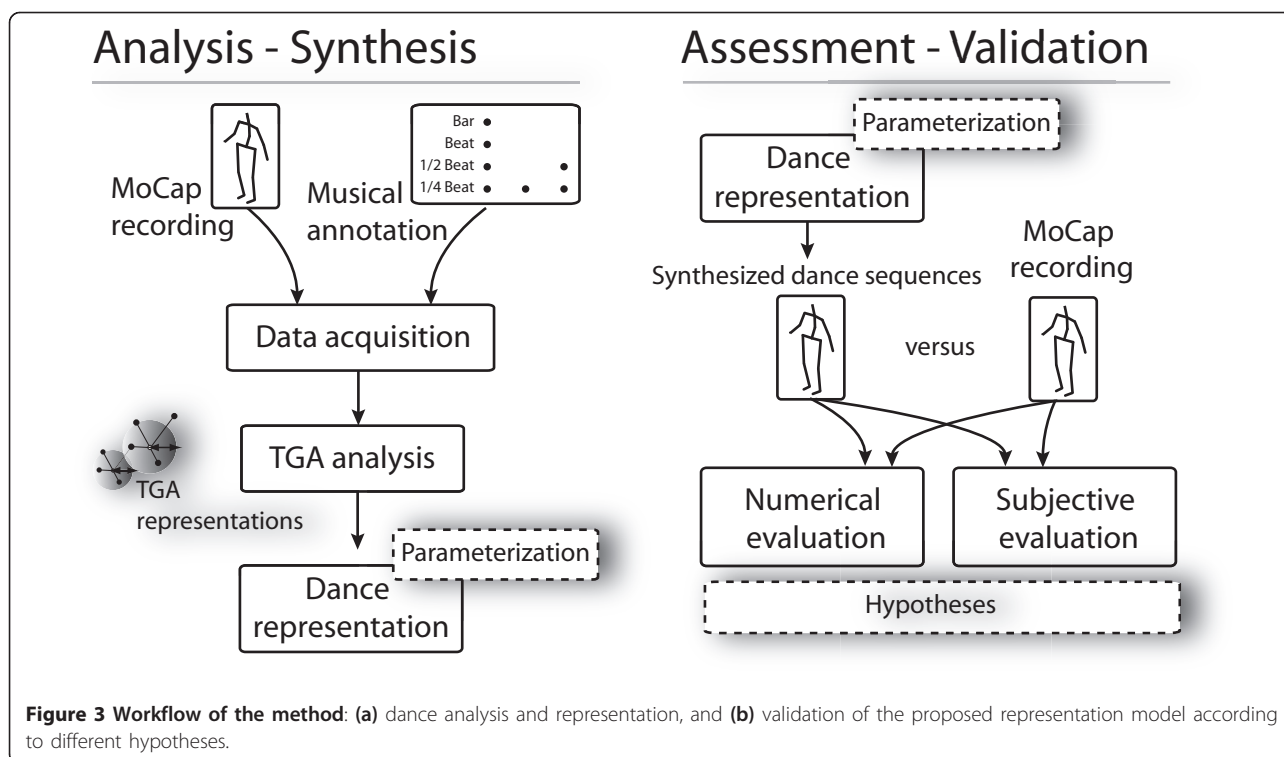 Analysis - Synthesis
MoCap
recording
Musical
annotation
Bar
Beat
1/2 Beat
1/4 Beat
Data acquisition
TGA analysis
TGA
representations
Parameterization
Dance
representation
Assessment - Validation
Parameterization
Dance
representation
Synthesized dance sequences
MoCap
recording
versus
Numerical
evaluation
Subjective
evaluation
Hypotheses
Figure 3 Workflow of the method: (a) dance analysis and representation, and (b) validation of the proposed representation model according
to different hypotheses.